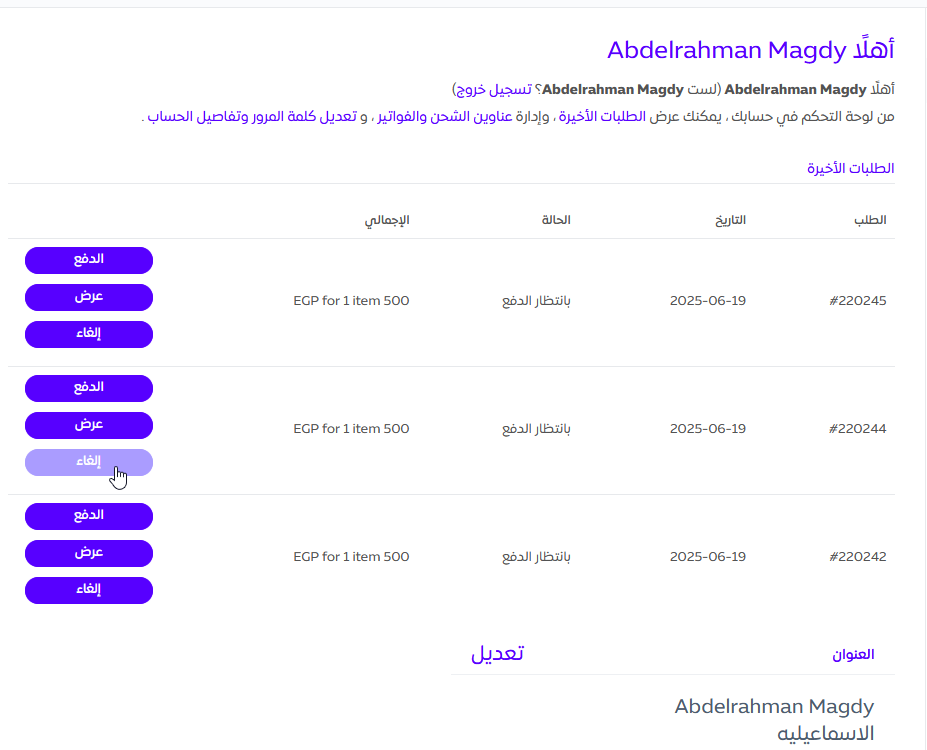 أهلًا Abdelrahman Magdy
أهلًا Abdelrahman Magdy (لست Abdelrahman Magdy؟ تسجيل خروج)
من لوحة التحكم في حسابك ، يمكنك عرض الطلبات الأخيرة ، وإدارة عناوين الشحن والفواتير ، و تعديل كلمة المرور وتفاصيل الحساب .
الطلبات الأخيرة
الطلب التاريخ الحالة الإجمالي
#220245 2025-06-19 بانتظار الدفع EGP for 1 item 500
الدفع
عرض
إلغاء
#220244 2025-06-19 بانتظار الدفع EGP for 1 item 500
الدفع
عرض
إلغاء
#220242 2025-06-19 بانتظار الدفع EGP for 1 item 500
الدفع
عرض
إلغاء
العنوان تعديل
Abdelrahman Magdy
الاسماعيليه